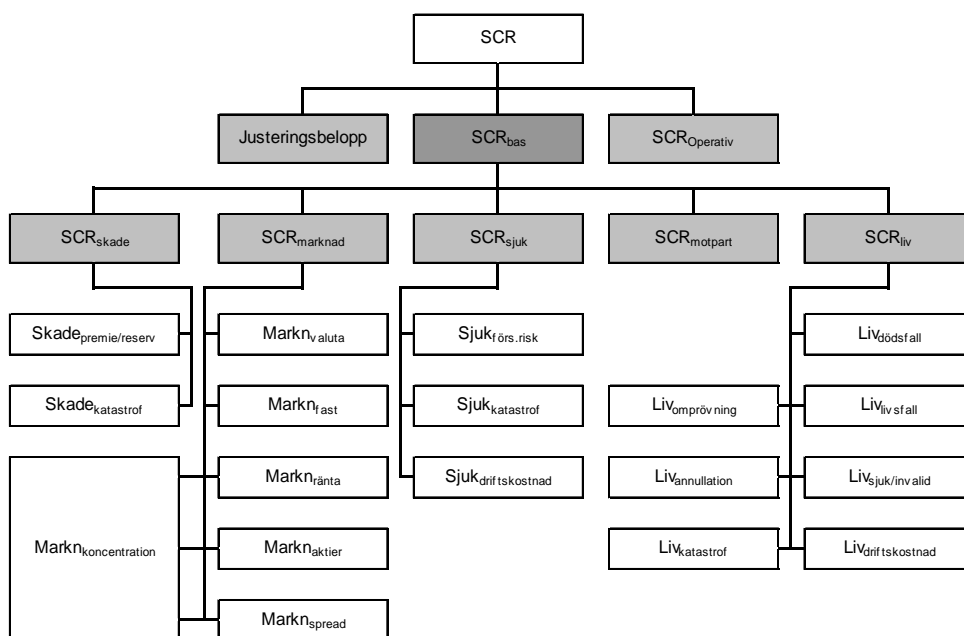 SCR
Justeringsbelopp
SCRbas
SCROperativ
SCRskade
SCRmarknad
SCRsjuk
SCRmotpart
SCRliv
Skadepremie/reserv
Marknvaluta
Sjukförs.risk
Livdödsfall
Skadekatastrof
Marknfast
Sjukkatastrof
Livomprövning
Livlivsfall
Marknkoncentration
Marknränta
Sjukdriftskostnad
Livannullation
Livsjuk/invalid
Marknaktier
Livkatastrof
Livdriftskostnad
Marknspread